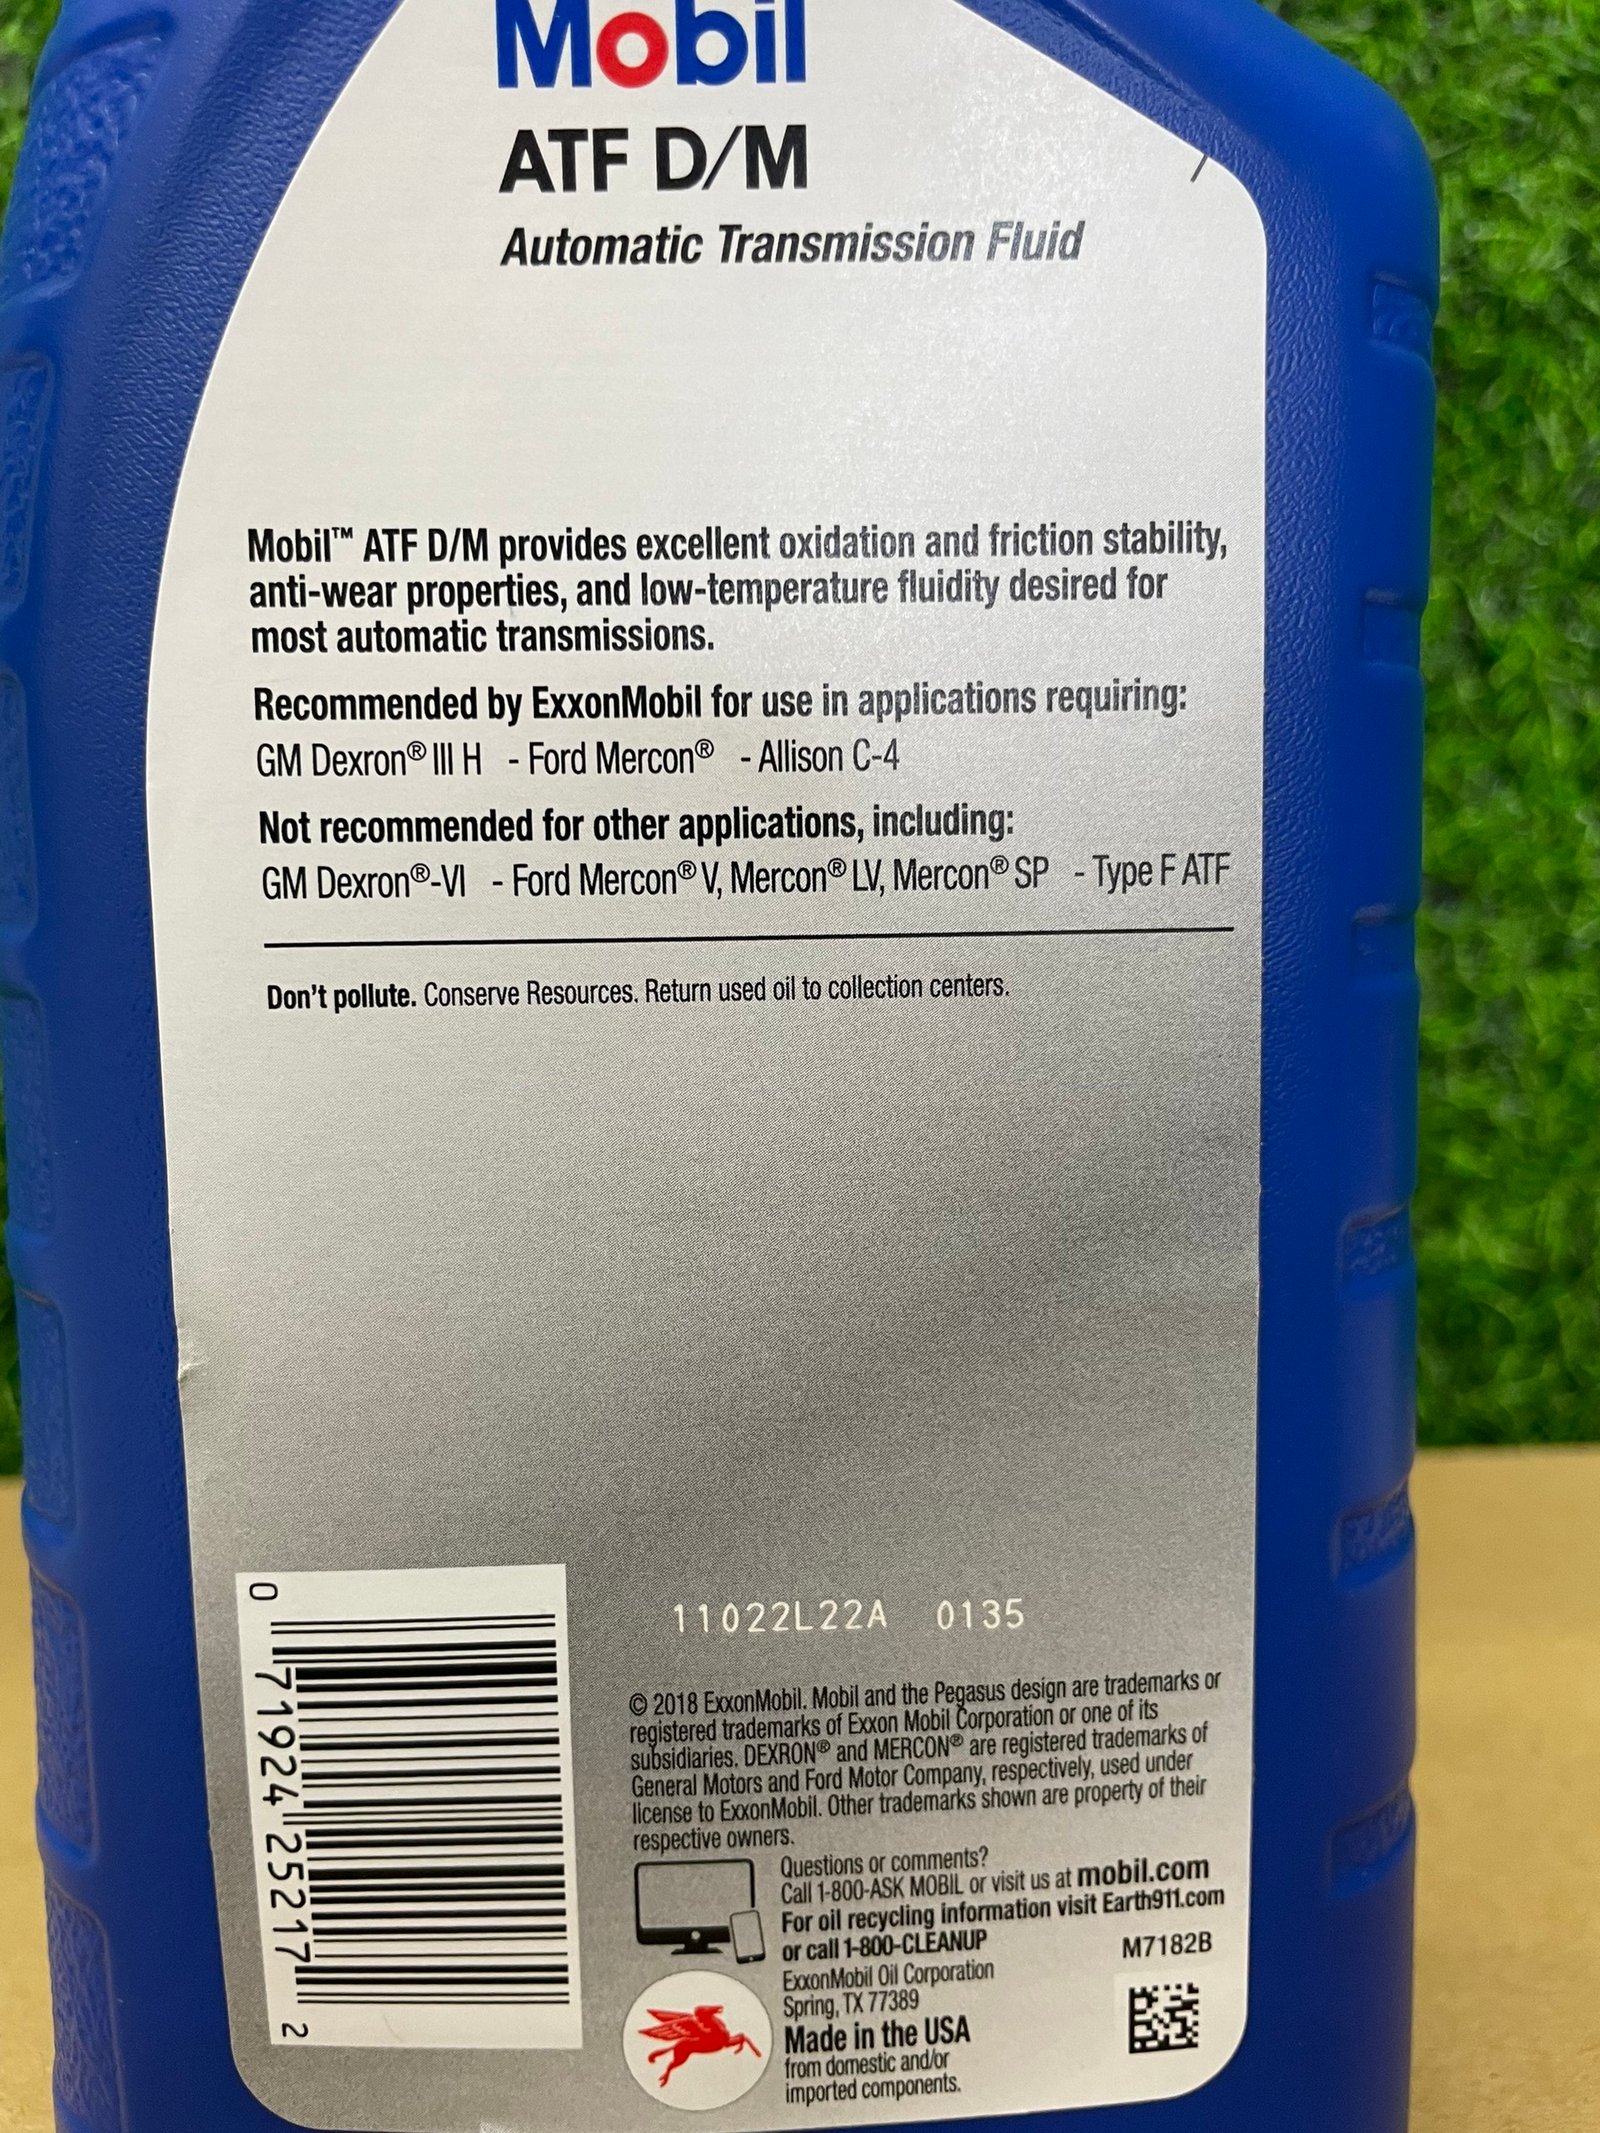 Mobil
ATF D/M
Automatic Transmission Fluid
Mobil™ ATF D/M provides excellent oxidation and friction stability,
anti-wear properties, and low-temperature fluidity desired for
most automatic transmissions.
Recommended by ExxonMobil for use in applications requiring:
GM Dexron® III H - Ford Mercon® - Allison C-4
Not recommended for other applications, including:
GM Dexron®-VI - Ford Mercon® V, Mercon® LV, Mercon® SP - Type F ATF
Don't pollute. Conserve Resources. Return used oil to collection centers.
0 71924 25217 2
11022L22A 0135
© 2018 ExxonMobil. Mobil and the Pegasus design are trademarks or
registered trademarks of Exxon Mobil Corporation or one of its
subsidiaries. DEXRON® and MERCON® are registered trademarks of
General Motors and Ford Motor Company, respectively, used under
license to ExxonMobil. Other trademarks shown are property of their
respective owners.
Questions or comments?
Call 1-800-ASK MOBIL or visit us at mobil.com
For oil recycling information visit Earth911.com
or call 1-800-CLEANUP
M7182B
ExxonMobil Oil Corporation
Spring, TX 77389
Made in the USA
from domestic and/or
imported components.